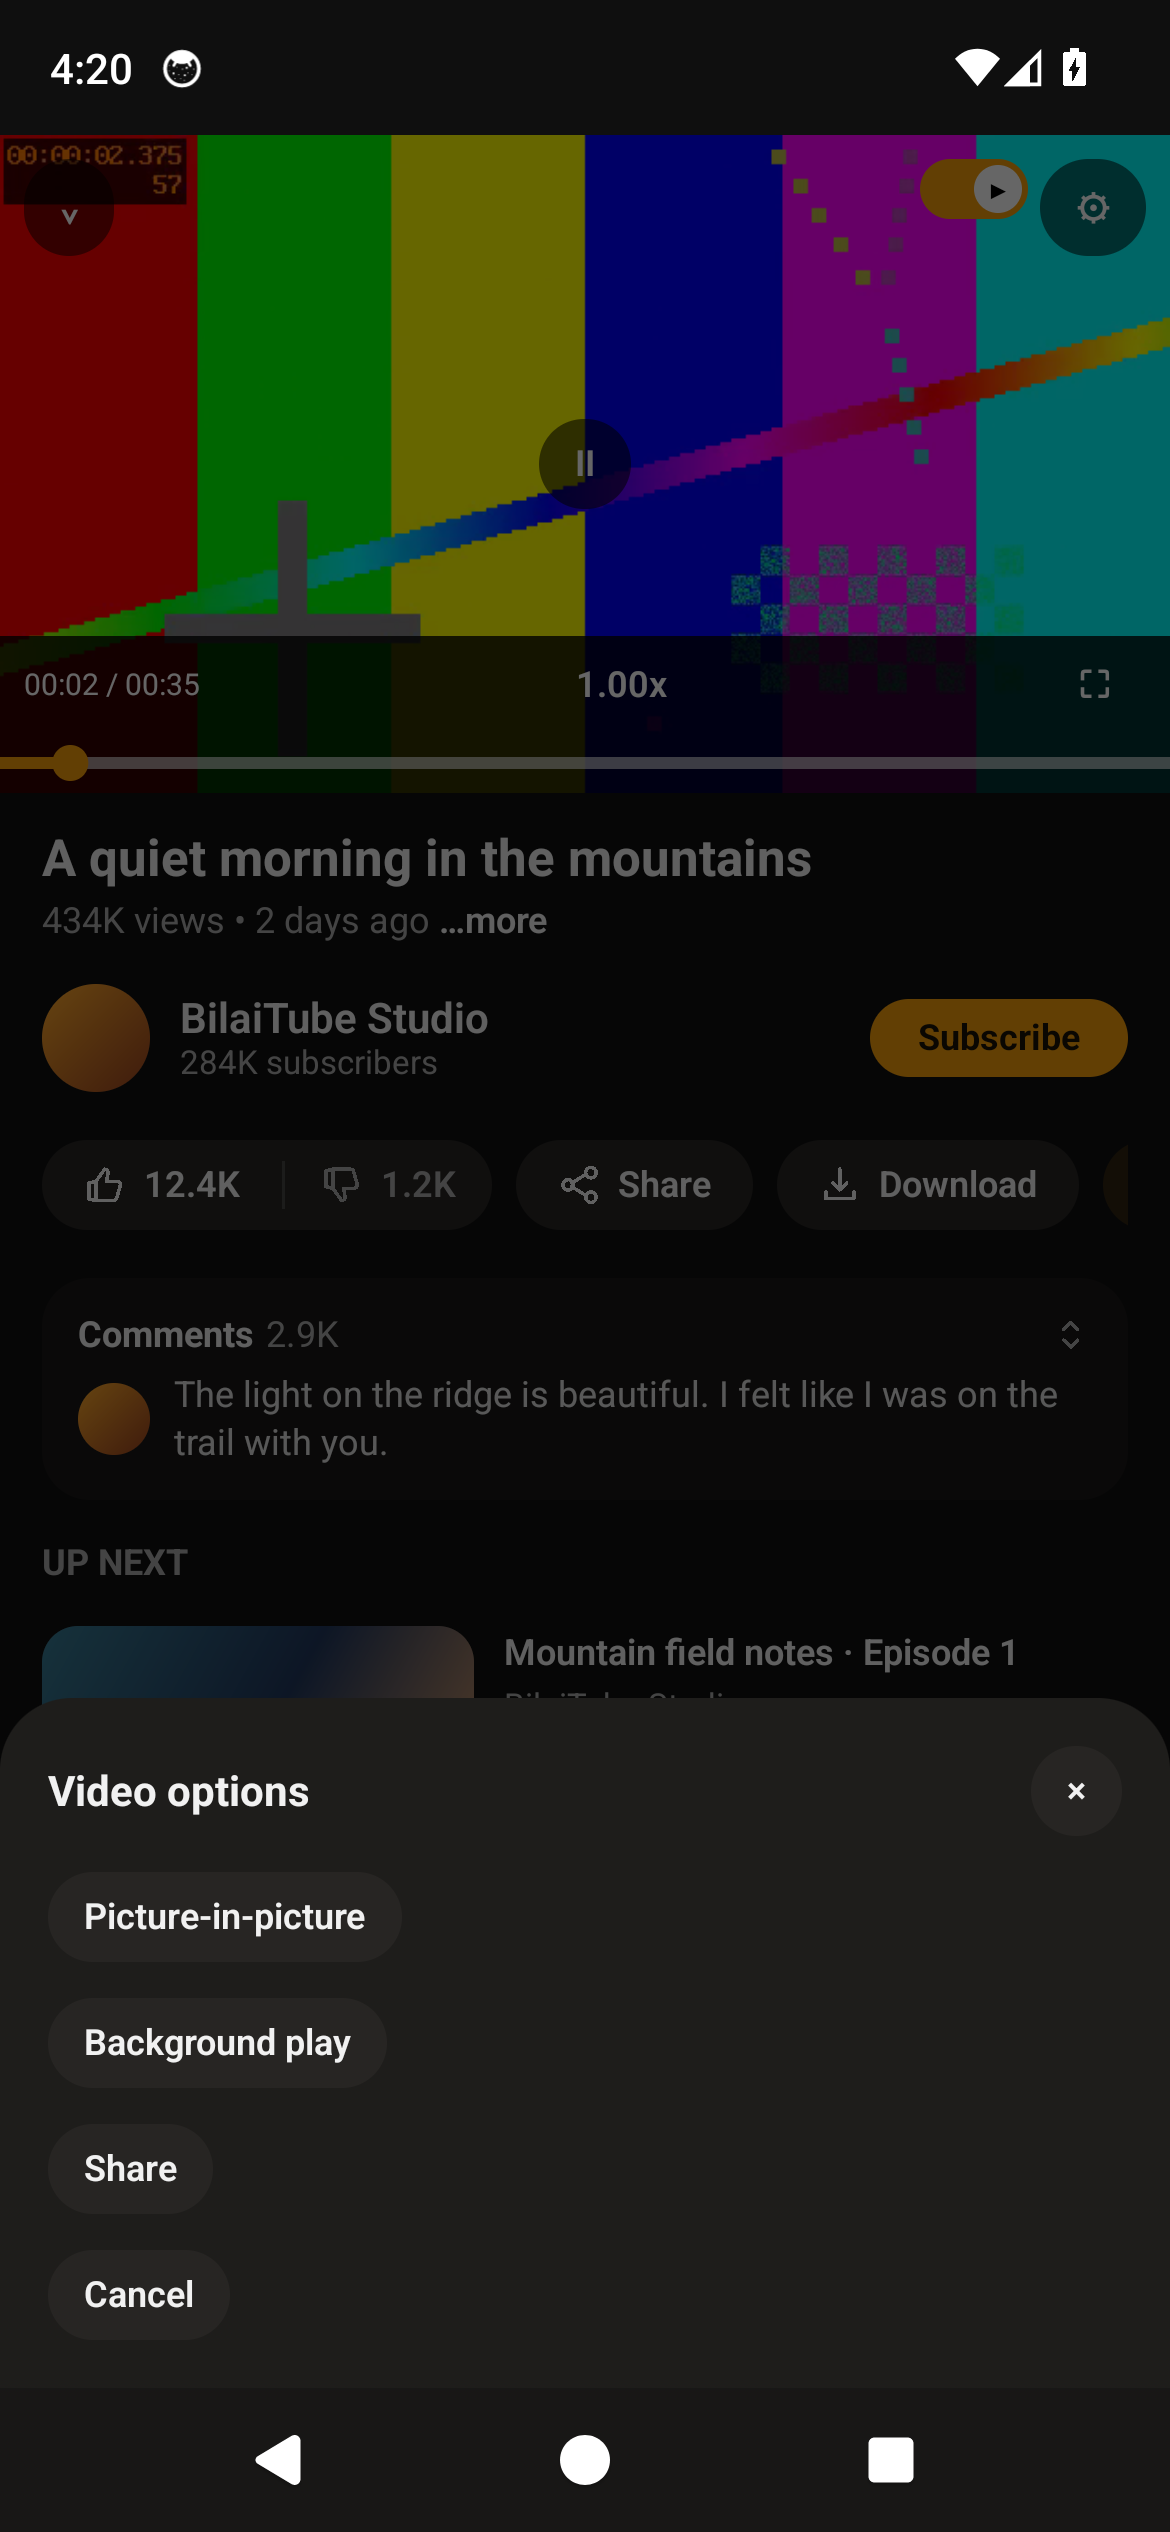 4:20
00:00:02.375
57
00:02 / 00:35
1.00x
A quiet morning in the mountains
434K views • 2 days ago ...more
BilaiTube Studio
284K subscribers
Subscribe
12.4K
1.2K
Share
Download
Comments 2.9K
The light on the ridge is beautiful. I felt like I was on the
trail with you.
UP NEXT
Mountain field notes · Episode 1
BilaiTube Studio
Video options
×
Picture-in-picture
Background play
Share
Cancel